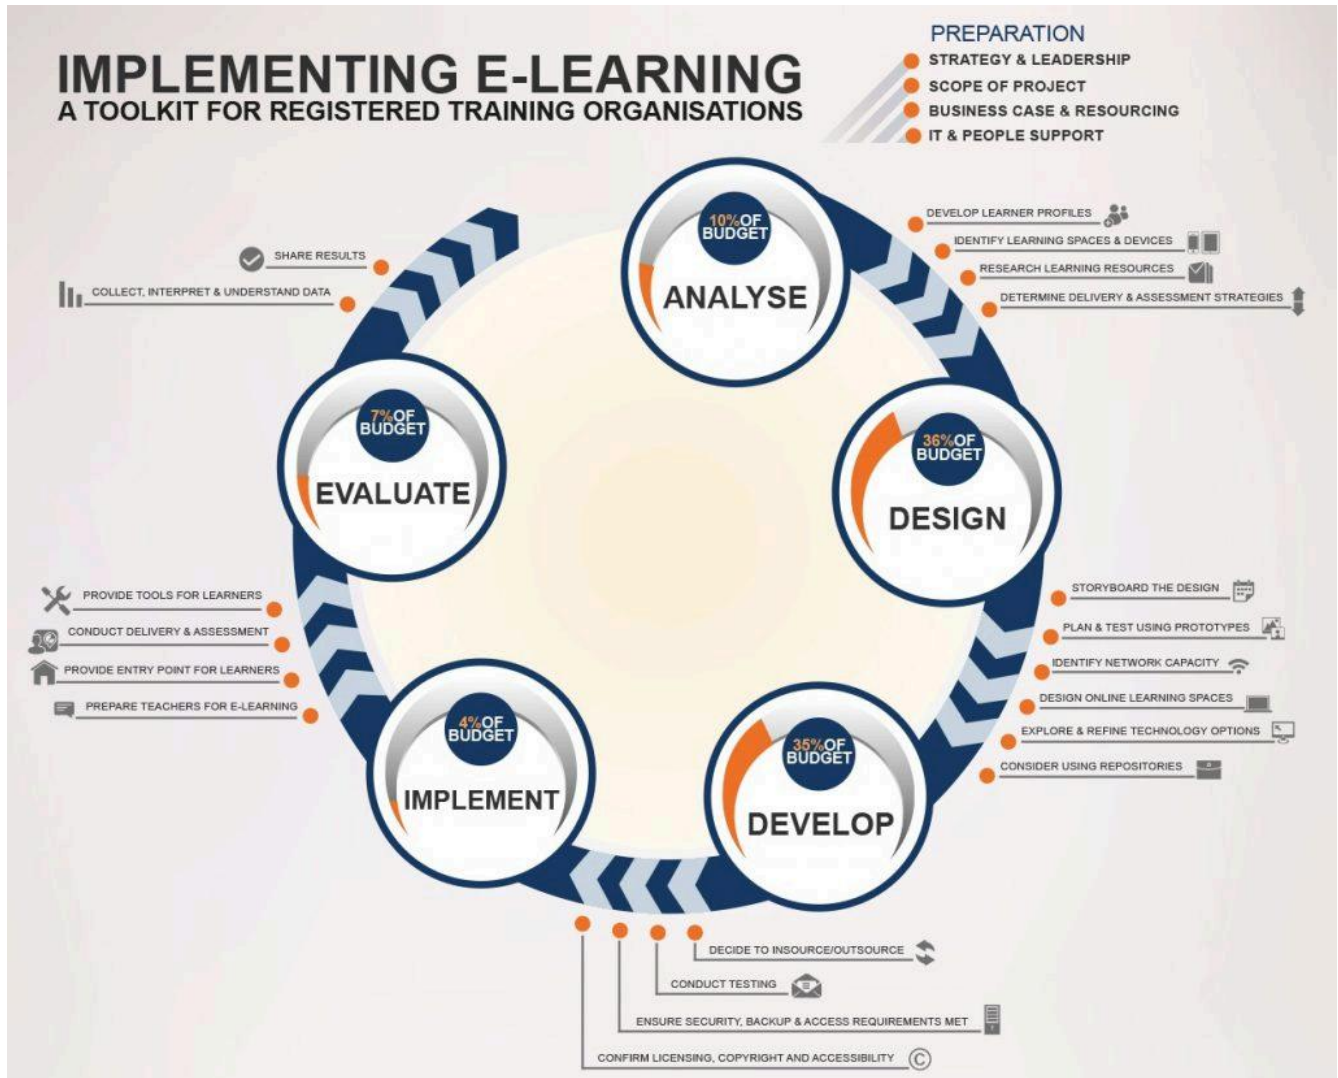 IMPLEMENTING E-LEARNING
A TOOLKIT FOR REGISTERED TRAINING ORGANISATIONS
PREPARATION
STRATEGY & LEADERSHIP
SCOPE OF PROJECT
BUSINESS CASE & RESOURCING
IT & PEOPLE SUPPORT
10% OF
BUDGET
ANALYSE
DEVELOP LEARNER PROFILES
IDENTIFY LEARNING SPACES & DEVICES
RESEARCH LEARNING RESOURCES
DETERMINE DELIVERY & ASSESSMENT STRATEGIES
36% OF
BUDGET
DESIGN
STORYBOARD THE DESIGN
PLAN & TEST USING PROTOTYPES
IDENTIFY NETWORK CAPACITY
DESIGN ONLINE LEARNING SPACES
EXPLORE & REFINE TECHNOLOGY OPTIONS
CONSIDER USING REPOSITORIES
35% OF
BUDGET
DEVELOP
DECIDE TO INSOURCE/OUTSOURCE
CONDUCT TESTING
ENSURE SECURITY, BACKUP & ACCESS REQUIREMENTS MET
CONFIRM LICENSING, COPYRIGHT AND ACCESSIBILITY
©
4% OF
BUDGET
IMPLEMENT
PROVIDE TOOLS FOR LEARNERS
CONDUCT DELIVERY & ASSESSMENT
PROVIDE ENTRY POINT FOR LEARNERS
PREPARE TEACHERS FOR E-LEARNING
7% OF
BUDGET
EVALUATE
SHARE RESULTS
COLLECT, INTERPRET & UNDERSTAND DATA